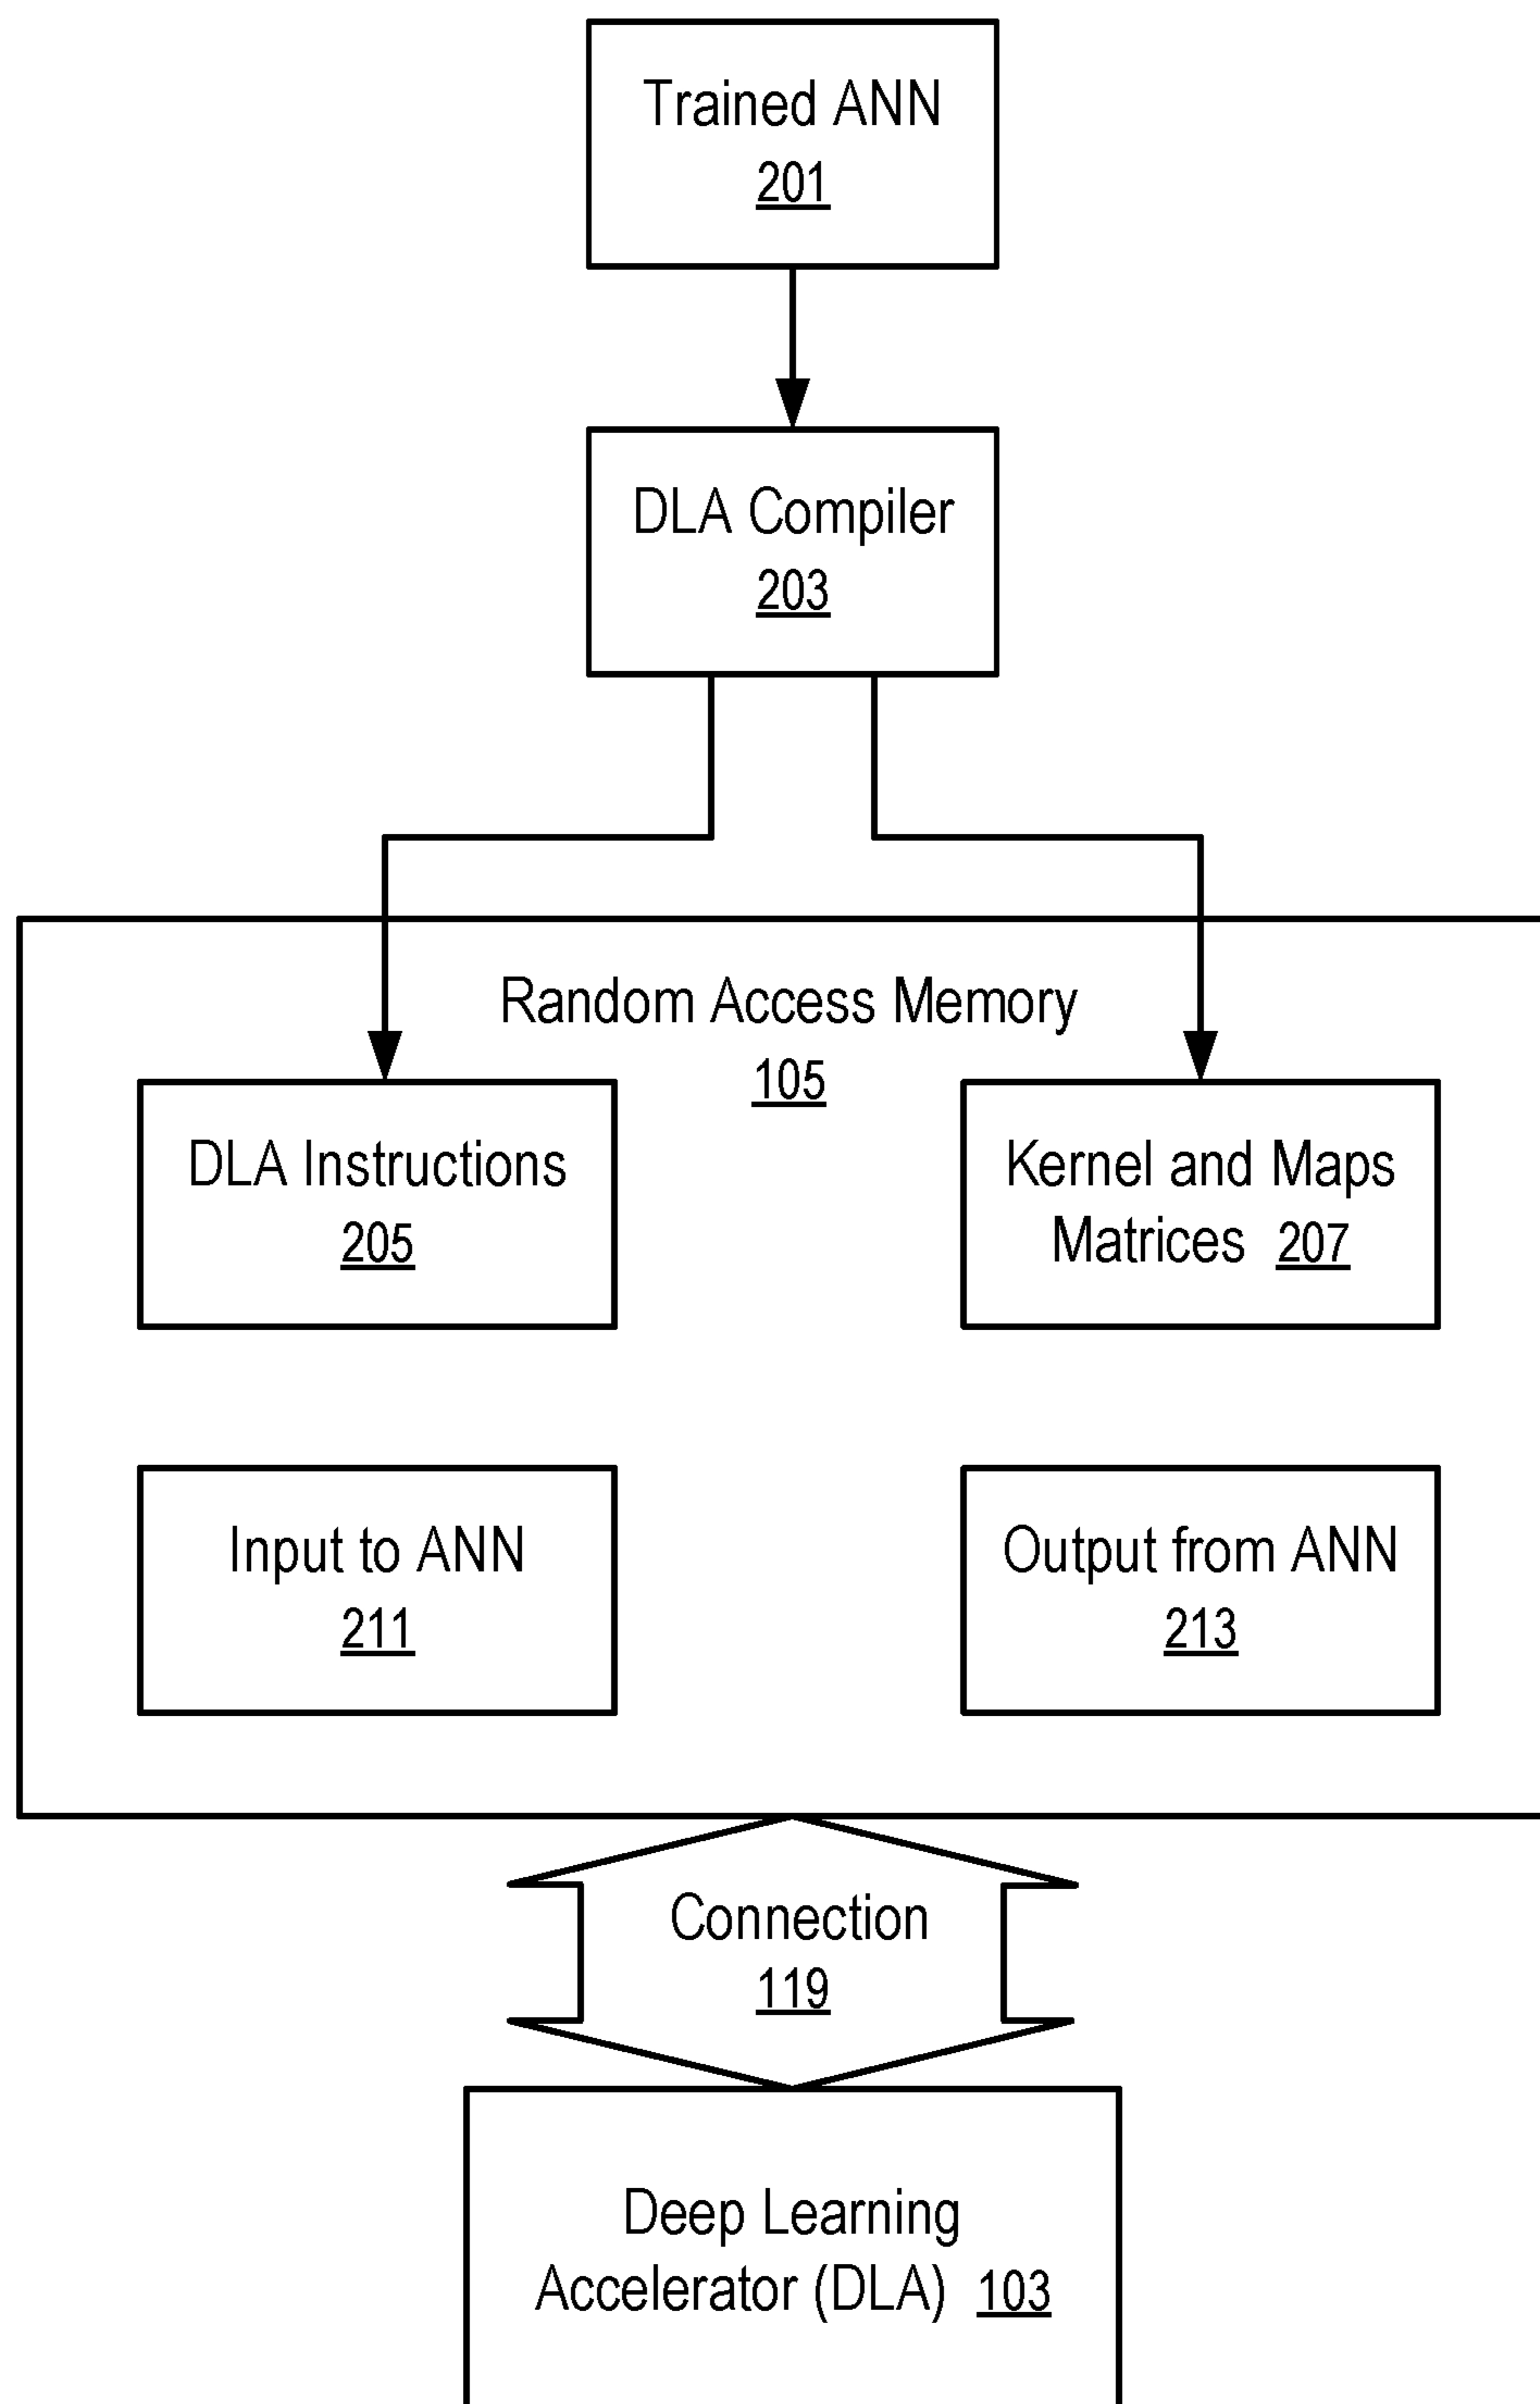 Trained ANN
201
DLA Compiler
203
Random Access Memory
105
DLA Instructions
205
Kernel and Maps
Matrices 207
Input to ANN
211
Output from ANN
213
Connection
119
Deep Learning
Accelerator (DLA) 103